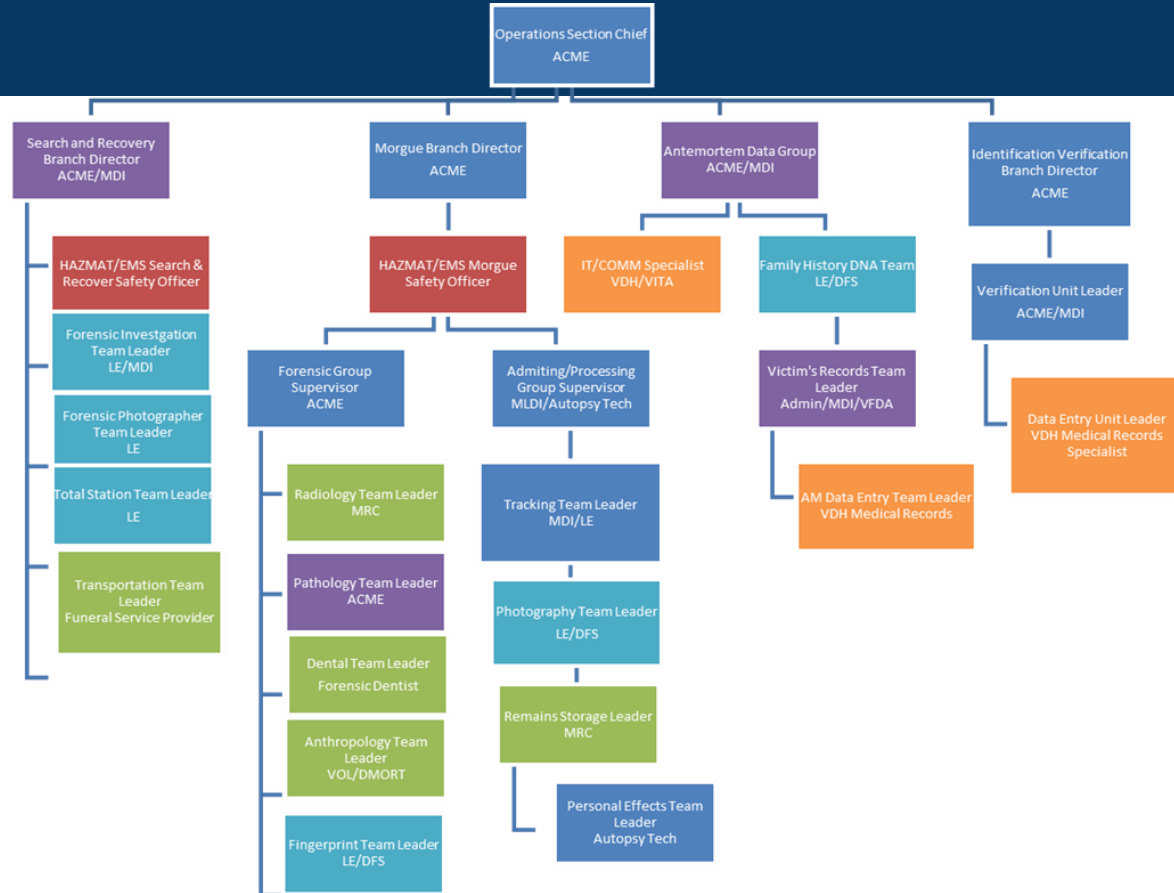 Operations Section Chief
ACME
Search and Recovery
Branch Director
ACME/MDI
Morgue Branch Director
ACME
Antemortem Data Group
ACME/MDI
Identification Verification
Branch Director
ACME
HAZMAT/EMS Search &
Recover Safety Officer
HAZMAT/EMS Morgue
Safety Officer
IT/COMM Specialist
VDH/VITA
Family History DNA Team
LE/DFS
Verification Unit Leader
ACME/MDI
Forensic Investgation
Team Leader
LE/MDI
Forensic Group
Supervisor
ACME
Admiting/Processing
Group Supervisor
MLDI/Autopsy Tech
Victim's Records Team
Leader
Admin/MDI/VFDA
Data Entry Unit Leader
VDH Medical Records
Specialist
Forensic Photographer
Team Leader
LE
Total Station Team Leader
LE
Radiology Team Leader
MRC
Tracking Team Leader
MDI/LE
AM Data Entry Team Leader
VDH Medical Records
Transportation Team
Leader
Funeral Service Provider
Pathology Team Leader
ACME
Photography Team Leader
LE/DFS
Dental Team Leader
Forensic Dentist
Remains Storage Leader
MRC
Anthropology Team
Leader
VOL/DMORT
Personal Effects Team
Leader
Autopsy Tech
Fingerprint Team Leader
LE/DFS